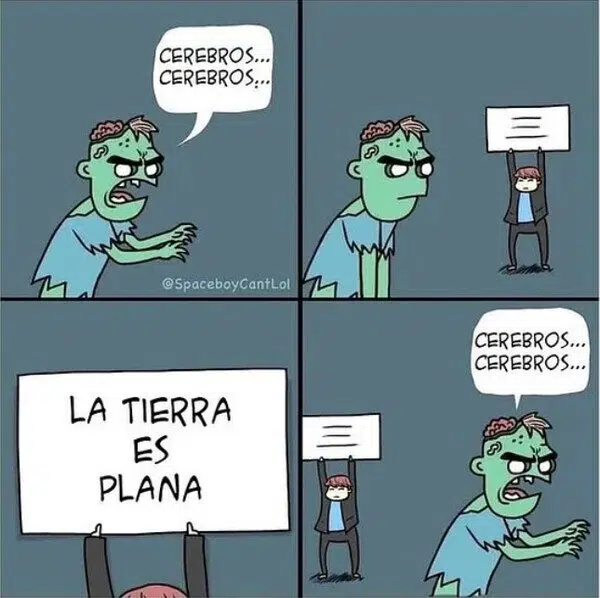 CEREBROS...
CEREBROS...
@SpaceboyCantLol
LA TIERRA
ES
PLANA
CEREBROS...
CEREBROS...